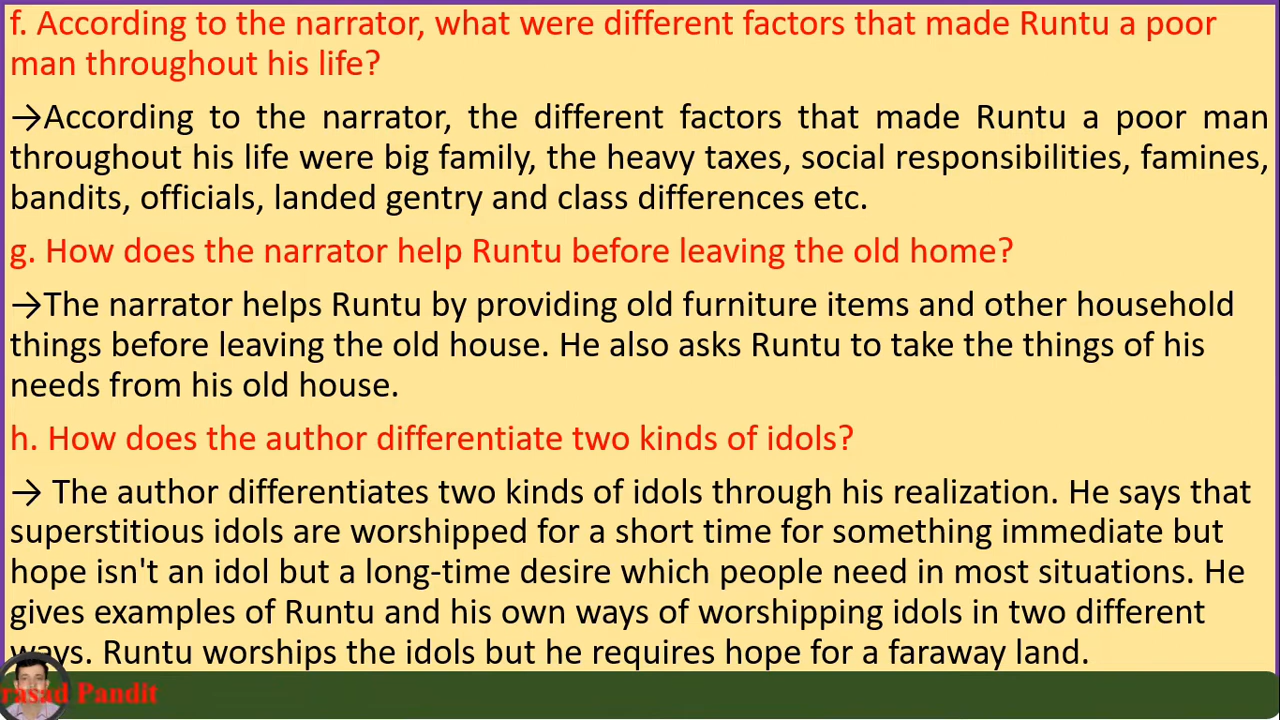 f. According to the narrator, what were different factors that made Runtu a poor
man throughout his life?
→According to the narrator, the different factors that made Runtu a poor man
throughout his life were big family, the heavy taxes, social responsibilities, famines,
bandits, officials, landed gentry and class differences etc.
g. How does the narrator help Runtu before leaving the old home?
→The narrator helps Runtu by providing old furniture items and other household
things before leaving the old house. He also asks Runtu to take the things of his
needs from his old house.
h. How does the author differentiate two kinds of idols?
→ The author differentiates two kinds of idols through his realization. He says that
superstitious idols are worshipped for a short time for something immediate but
hope isn't an idol but a long-time desire which people need in most situations. He
gives examples of Runtu and his own ways of worshipping idols in two different
ways. Runtu worships the idols but he requires hope for a faraway land.
rasad Pandit